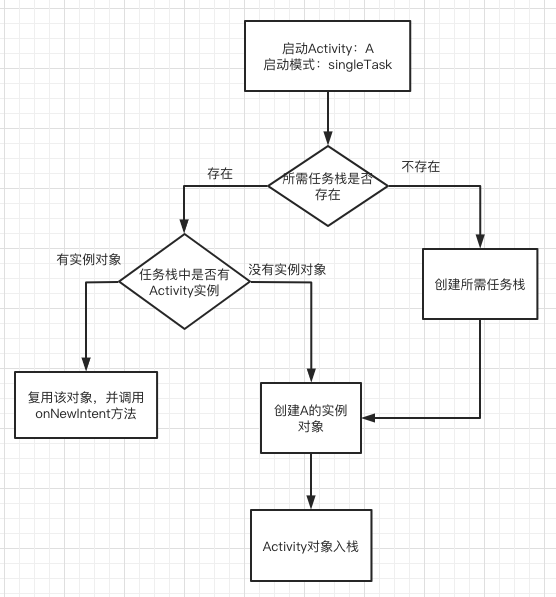 启动Activity：A
启动模式：singleTask
所需任务栈是否
存在
存在
不存在
有实例对象
任务栈中是否有
Activity实例
没有实例对象
创建所需任务栈
复用该对象，并调用
onNewIntent方法
创建A的实例
对象
Activity对象入栈